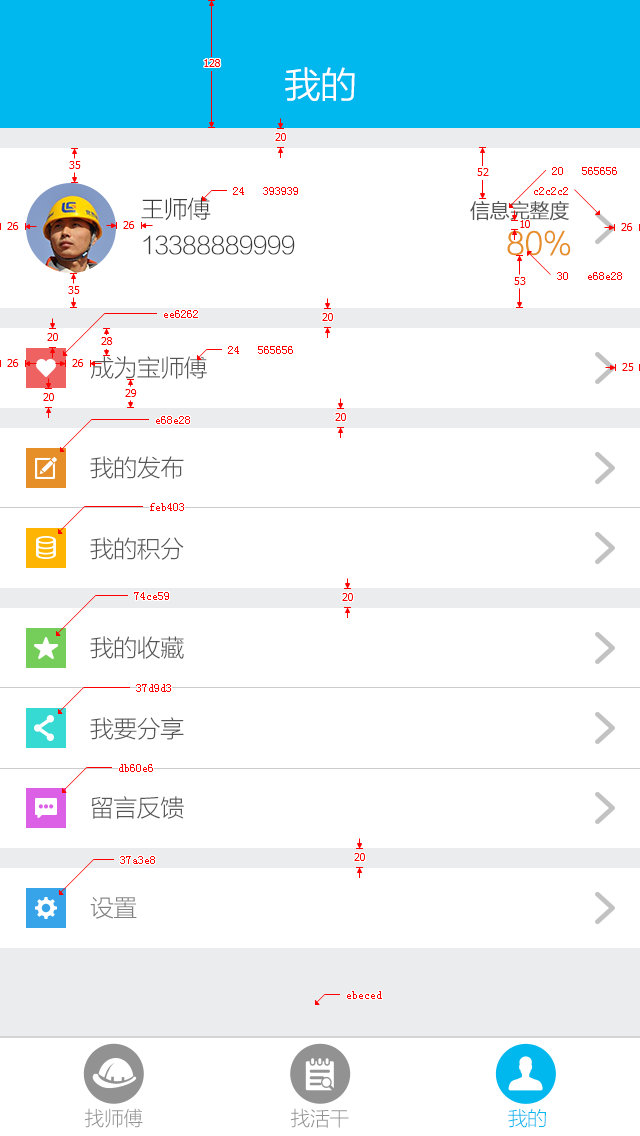 128
我的
20
35
52
24 393939
20 565656
c2c2c2
王师傅
信息完整度
26
26
10
26
13388889999
80%
30 e68e28
53
35
ee6262
20
20
28
24 565656
26
26
成为宝师傅
25
20
29
20
e68e28
我的发布
feb403
我的积分
74ce59
20
我的收藏
37d9d3
我要分享
db60e6
留言反馈
37a3e8
20
设置
ebeced
找师傅
找活干
我的